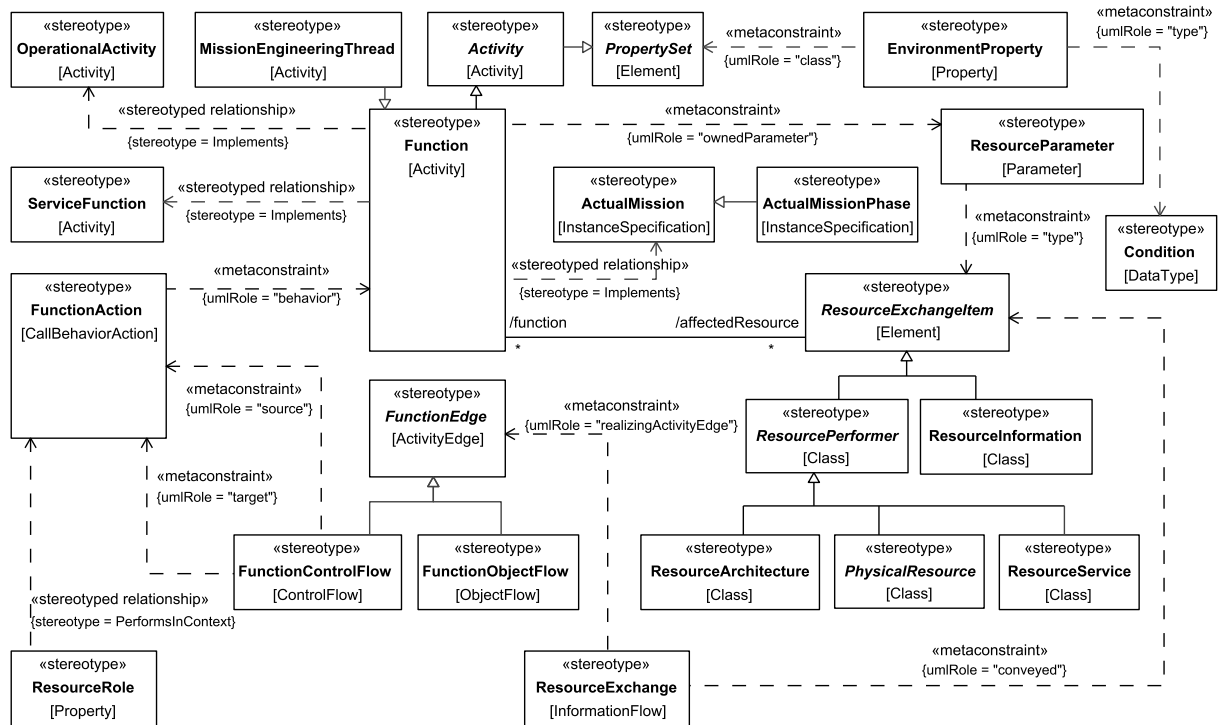 «stereotype»
OperationalActivity
[Activity]
«stereotype»
MissionEngineeringThread
[Activity]
«stereotype»
Activity
[Activity]
«stereotype»
PropertySet
[Element]
«metaconstraint»
{umlRole = "class"}
«stereotype»
EnvironmentProperty
[Property]
«metaconstraint»
{umlRole = "type"}
«stereotyped relationship»
{stereotype = Implements}
«stereotype»
Function
[Activity]
«metaconstraint»
{umlRole = "ownedParameter"}
«stereotype»
ResourceParameter
[Parameter]
«stereotype»
ServiceFunction
[Activity]
«stereotyped relationship»
{stereotype = Implements}
«stereotype»
ActualMission
[InstanceSpecification]
«stereotype»
ActualMissionPhase
[InstanceSpecification]
«metaconstraint»
{umlRole = "type"}
«stereotype»
Condition
[DataType]
«stereotyped relationship»
{stereotype = Implements}
«stereotype»
FunctionAction
[CallBehaviorAction]
«metaconstraint»
{umlRole = "behavior"}
/function
*
/affectedResource
*
«stereotype»
ResourceExchangeItem
[Element]
«metaconstraint»
{umlRole = "source"}
«stereotype»
FunctionEdge
[ActivityEdge]
«metaconstraint»
{umlRole = "realizingActivityEdge"}
«stereotype»
ResourcePerformer
[Class]
«stereotype»
ResourceInformation
[Class]
«metaconstraint»
{umlRole = "target"}
«stereotype»
FunctionControlFlow
[ControlFlow]
«stereotype»
FunctionObjectFlow
[ObjectFlow]
«stereotype»
ResourceArchitecture
[Class]
«stereotype»
PhysicalResource
[Class]
«stereotype»
ResourceService
[Class]
«stereotyped relationship»
{stereotype = PerformsInContext}
«stereotype»
ResourceRole
[Property]
«stereotype»
ResourceExchange
[InformationFlow]
«metaconstraint»
{umlRole = "conveyed"}